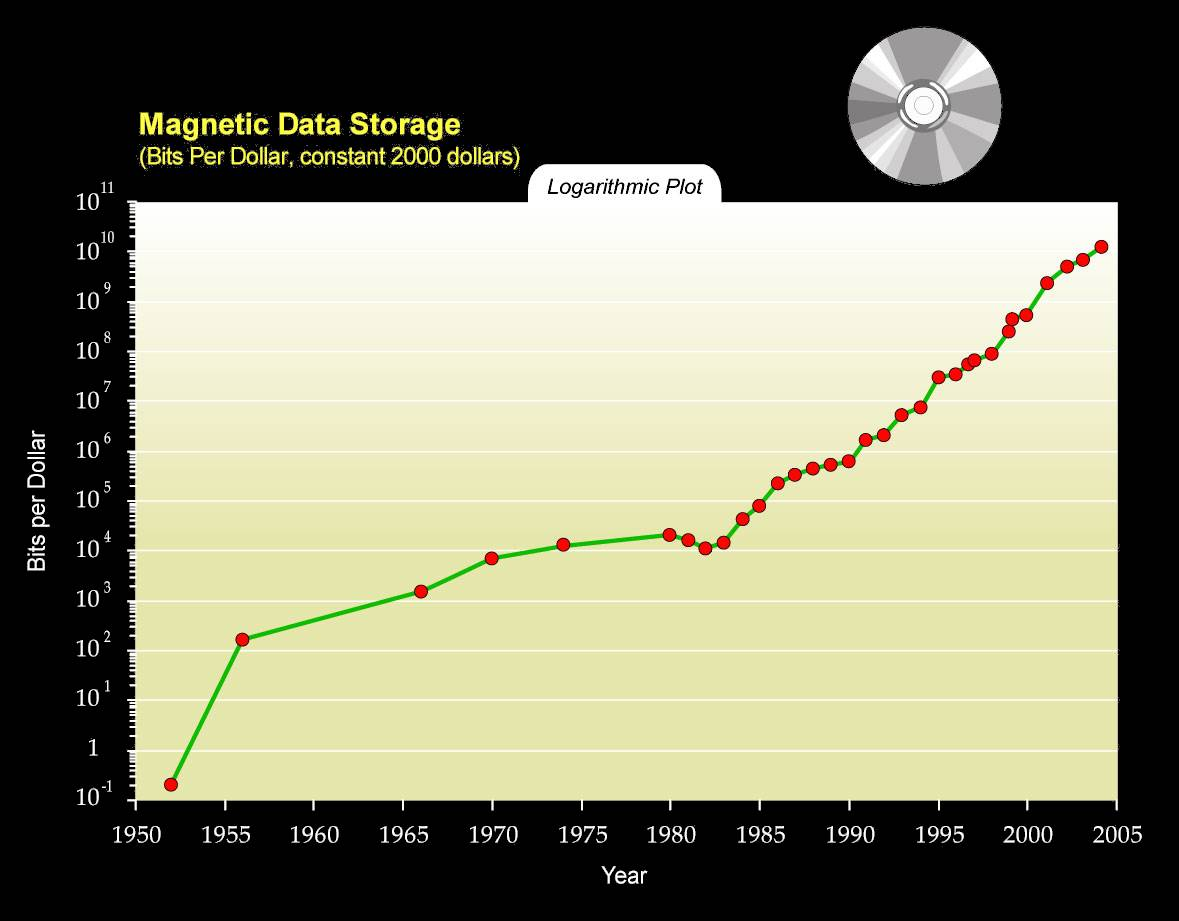 Magnetic Data Storage
(Bits Per Dollar, constant 2000 dollars)
Logarithmic Plot
10^11
10^10
10^9
10^8
10^7
10^6
10^5
10^4
10^3
10^2
10^1
1
10^-1
Bits per Dollar
1950 1955 1960 1965 1970 1975 1980 1985 1990 1995 2000 2005
Year